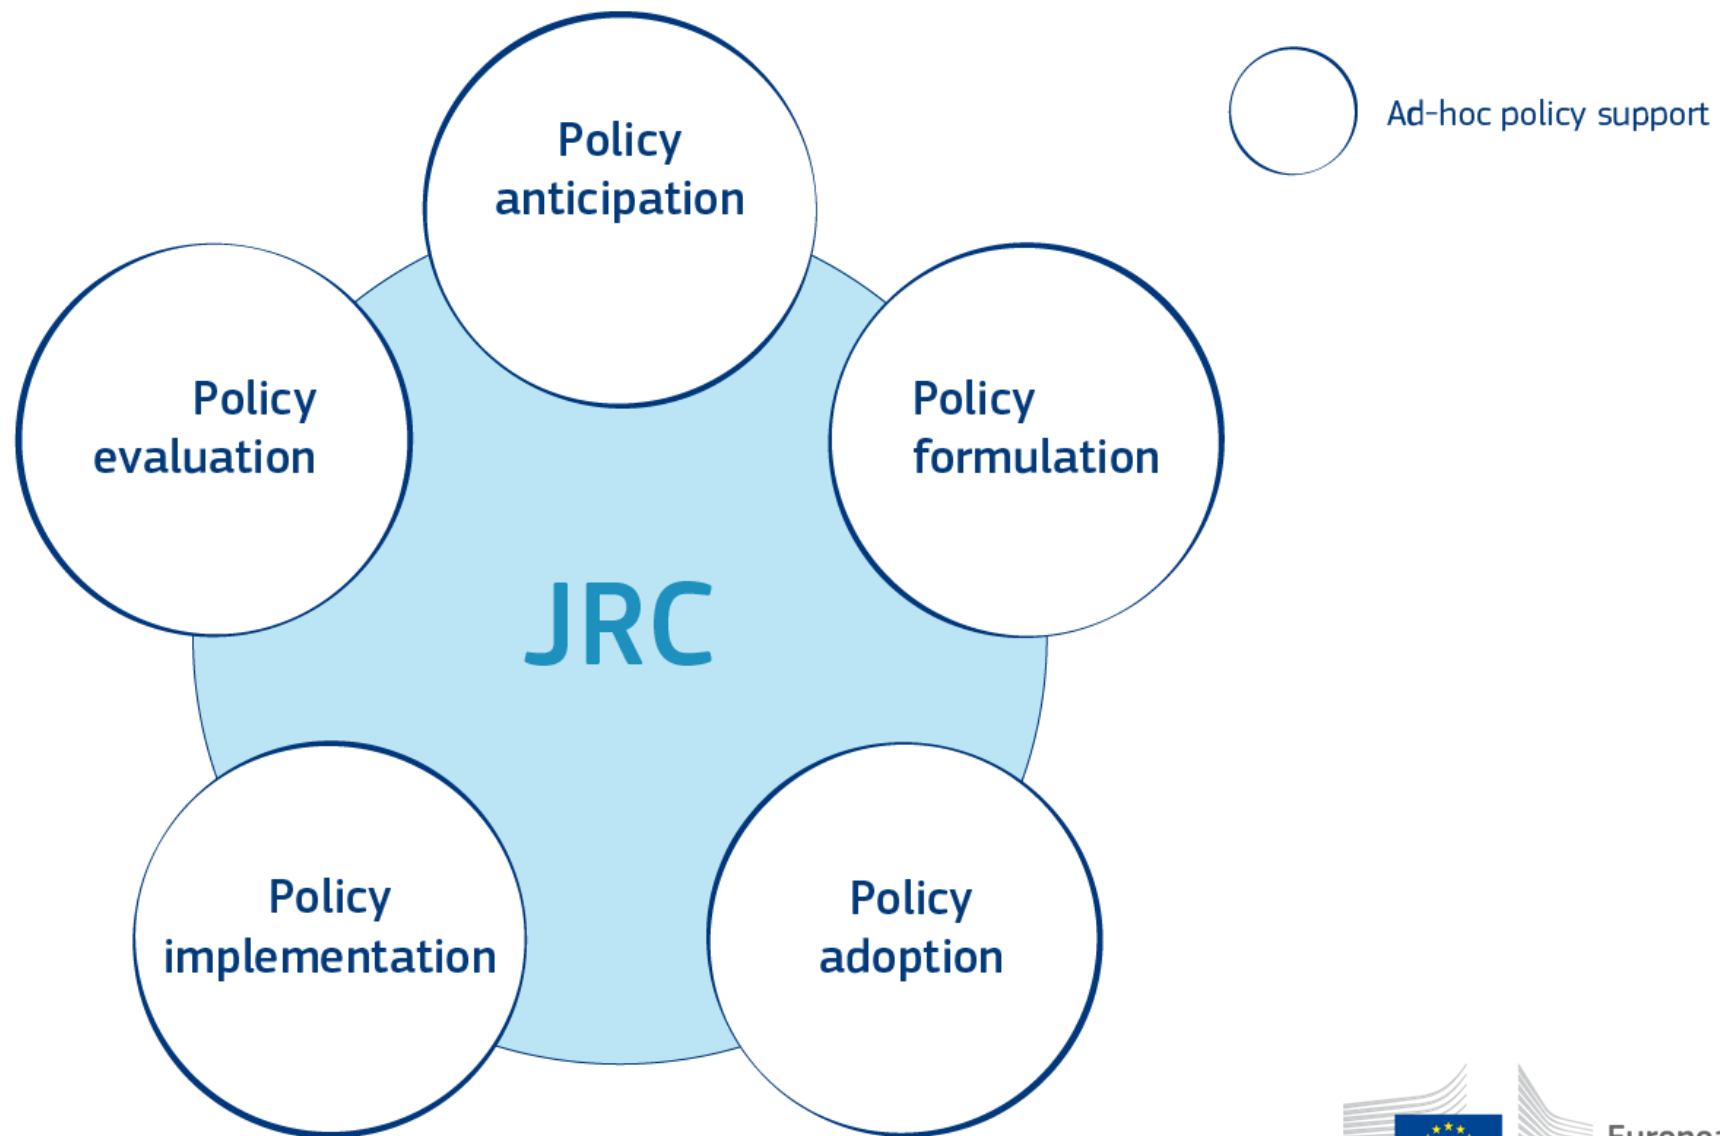 Policy
anticipation
Ad-hoc policy support
Policy
evaluation
Policy
formulation
JRC
Policy
implementation
Policy
adoption